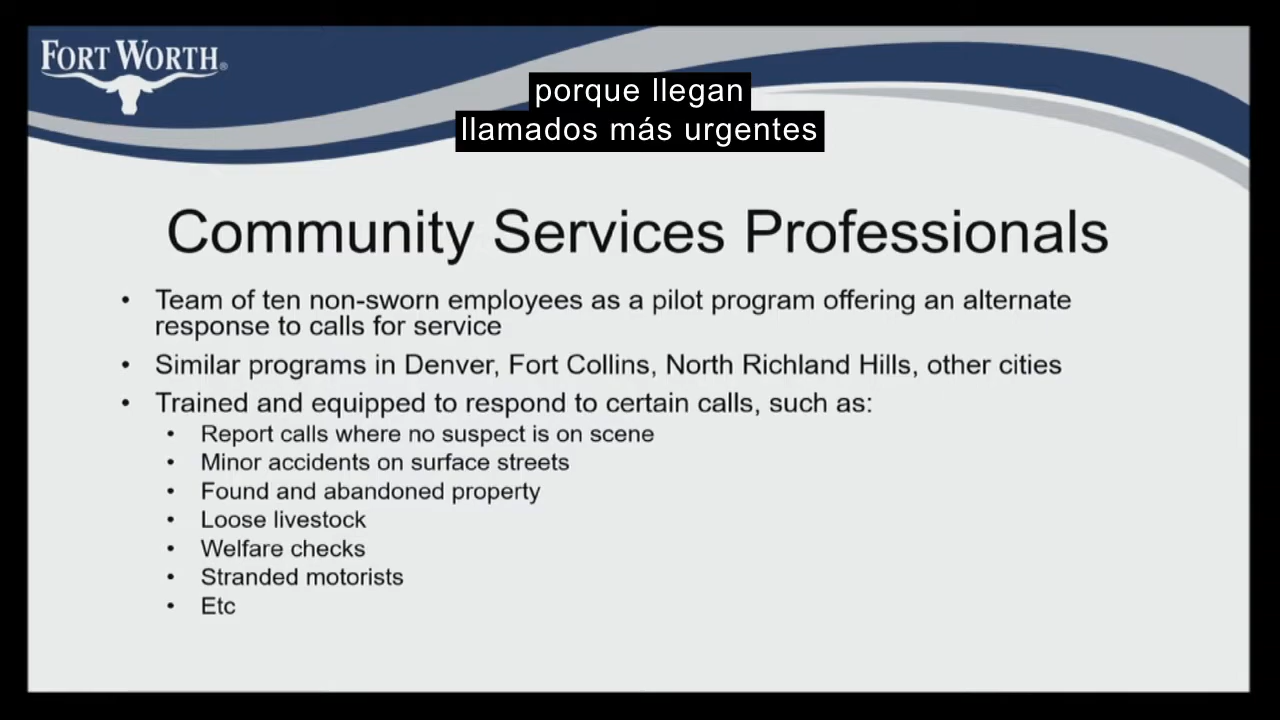 FORT WORTH®
porque llegan
llamados más urgentes
Community Services Professionals
• Team of ten non-sworn employees as a pilot program offering an alternate
response to calls for service
• Similar programs in Denver, Fort Collins, North Richland Hills, other cities
• Trained and equipped to respond to certain calls, such as:
• Report calls where no suspect is on scene
• Minor accidents on surface streets
• Found and abandoned property
• Loose livestock
• Welfare checks
• Stranded motorists
• Etc